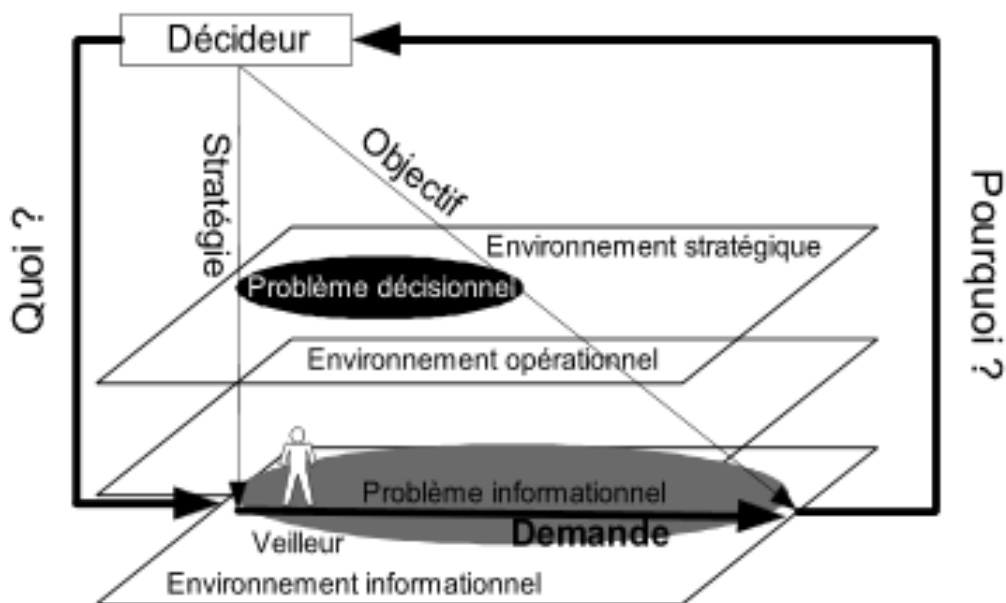 Décideur
Stratégie
Objectif
Quoi ?
Pourquoi ?
Environnement stratégique
Problème décisionnel
Environnement opérationnel
Problème informationnel
Demande
Veilleur
Environnement informationnel